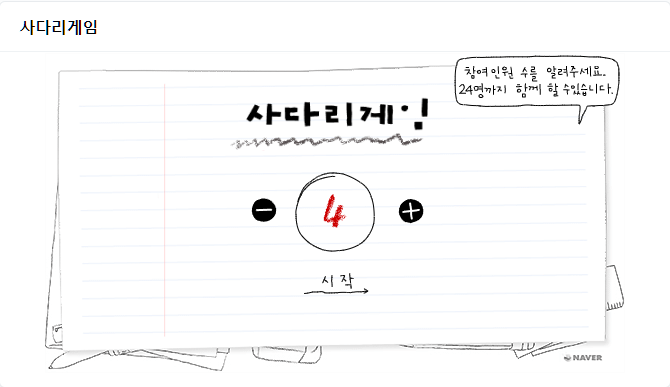 사다리게임
참여인원 수를 알려주세요.
24명까지 함께 할 수있습니다.
사다리게임
4
시작
NAVER